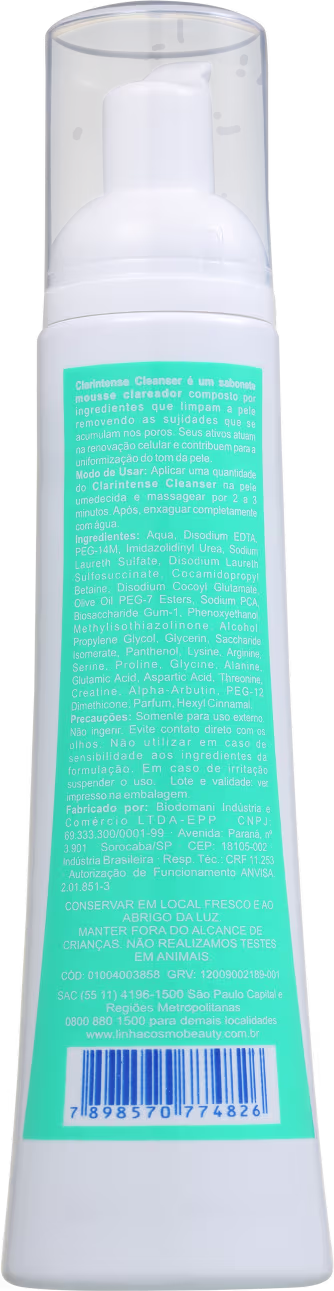 Clarintense Cleanser é um sabonete
mousse clareador composto por
ingredientes que limpam a pele
removendo as sujidades que se
acumulam nos poros. Seus ativos atuam
na renovação celular e contribuem para a
uniformização do tom da pele.
Modo de Usar: Aplicar uma quantidade
do Clarintense Cleanser na pele
umedecida e massagear por 2 a 3
minutos. Após, enxaguar completamente
com água.
Ingredientes: Aqua, Disodium EDTA,
PEG-14M, Imidazolidinyl Urea, Sodium
Laureth Sulfate, Disodium Laureth
Sulfosuccinate, Cocamidopropyl
Betaine, Disodium Cocoyl Glutamate,
Olive Oil PEG-7 Esters, Sodium PCA,
Biosaccharide Gum-1, Phenoxyethanol,
Methylisothiazolinone, Alcohol,
Propylene Glycol, Glycerin, Saccharide
Isomerate, Panthenol, Lysine, Arginine,
Serine, Proline, Glycine, Alanine,
Glutamic Acid, Aspartic Acid, Threonine,
Creatine, Alpha-Arbutin, PEG-12
Dimethicone, Parfum, Hexyl Cinnamal.
Precauções: Somente para uso externo.
Não ingerir. Evite contato direto com os
olhos. Não utilizar em caso de
sensibilidade aos ingredientes da
formulação. Em caso de irritação
suspender o uso. Lote e validade: ver
impresso na embalagem.
Fabricado por: Biodomani Indústria e
Comércio LTDA-EPP CNPJ:
69.333.300/0001-99 · Avenida: Paraná, nº
3.901 Sorocaba/SP · CEP: 18105-002 ·
Indústria Brasileira · Resp. Téc.: CRF 11.253
· Autorização de Funcionamento ANVISA:
2.01.851-3
CONSERVAR EM LOCAL FRESCO E AO
ABRIGO DA LUZ.
MANTER FORA DO ALCANCE DE
CRIANÇAS. NÃO REALIZAMOS TESTES
EM ANIMAIS.
CÓD: 01004003858 GRV: 12009002189-001
SAC (55 11) 4196-1500 São Paulo Capital e
Regiões Metropolitanas
0800 880 1500 para demais localidades
www.linhacosmobeauty.com.br
7 898570 774826